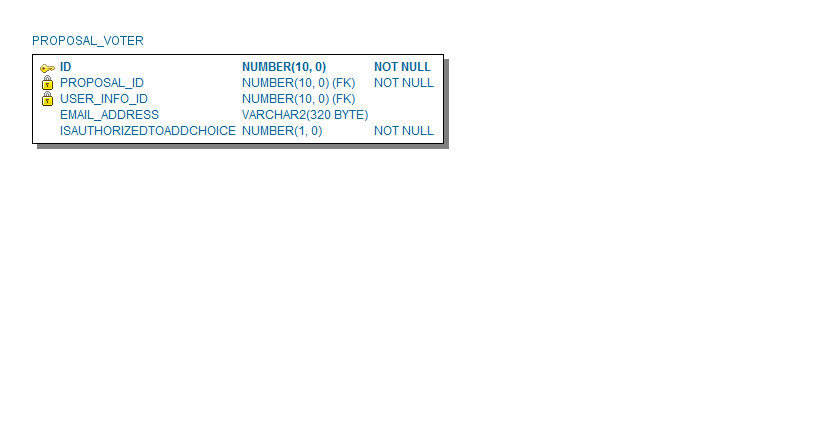 PROPOSAL_VOTER
ID NUMBER(10, 0) NOT NULL
PROPOSAL_ID NUMBER(10, 0) (FK) NOT NULL
USER_INFO_ID NUMBER(10, 0) (FK)
EMAIL_ADDRESS VARCHAR2(320 BYTE)
ISAUTHORIZEDTOADDCHOICE NUMBER(1, 0) NOT NULL